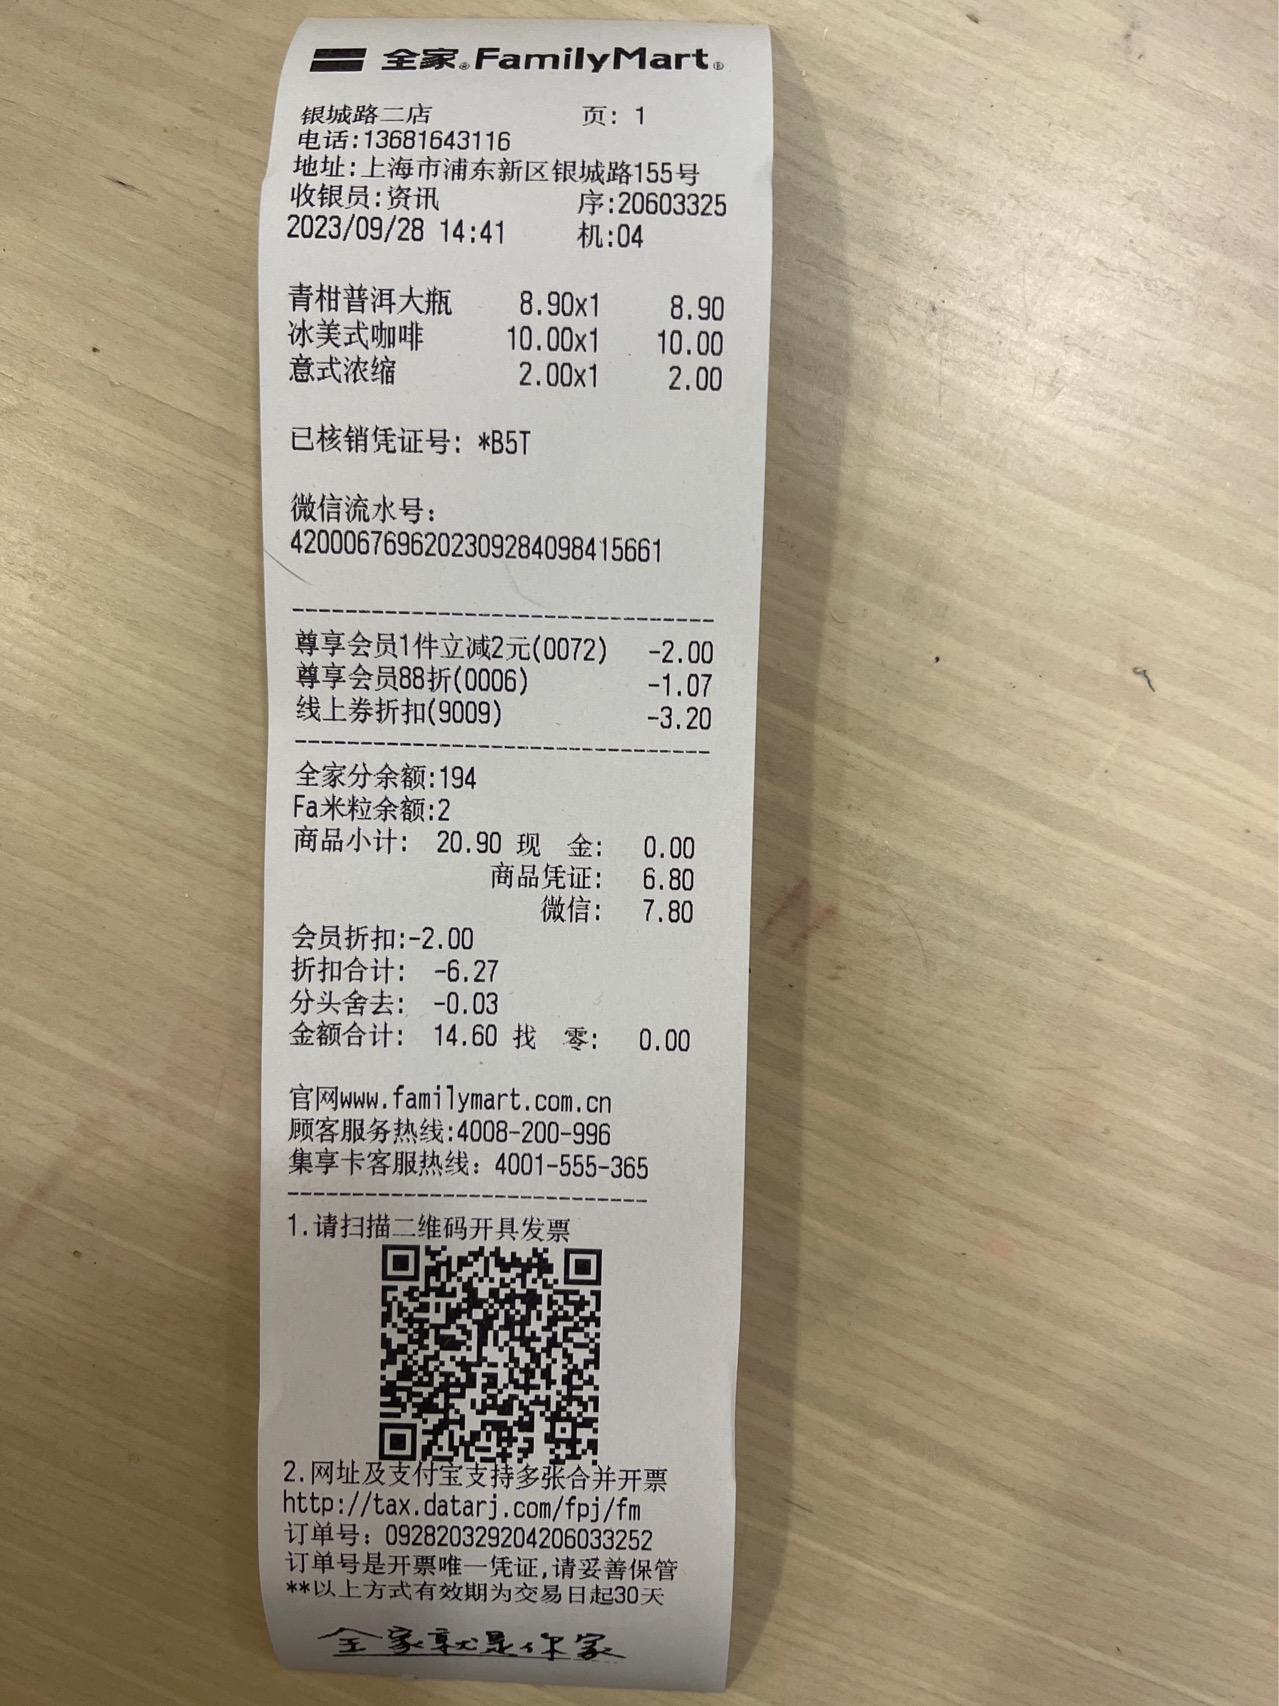 全家®FamilyMart®
银城路二店 页: 1
电话:13681643116
地址:上海市浦东新区银城路155号
收银员:资讯 序:20603325
2023/09/28 14:41 机:04
青柑普洱大瓶 8.90x1 8.90
冰美式咖啡 10.00x1 10.00
意式浓缩 2.00x1 2.00
已核销凭证号: *B5T
微信流水号:
4200067696202309284098415661
尊享会员1件立减2元(0072) -2.00
尊享会员88折(0006) -1.07
线上券折扣(9009) -3.20
全家分余额:194
Fa米粒余额:2
商品小计: 20.90 现 金: 0.00
商品凭证: 6.80
微信: 7.80
会员折扣:-2.00
折扣合计: -6.27
分头舍去: -0.03
金额合计: 14.60 找 零: 0.00
官网www.familymart.com.cn
顾客服务热线:4008-200-996
集享卡客服热线: 4001-555-365
1.请扫描二维码开具发票
2.网址及支付宝支持多张合并开票
http://tax.datarj.com/fpj/fm
订单号: 092820329204206033252
订单号是开票唯一凭证,请妥善保管
**以上方式有效期为交易日起30天
全家就是你家